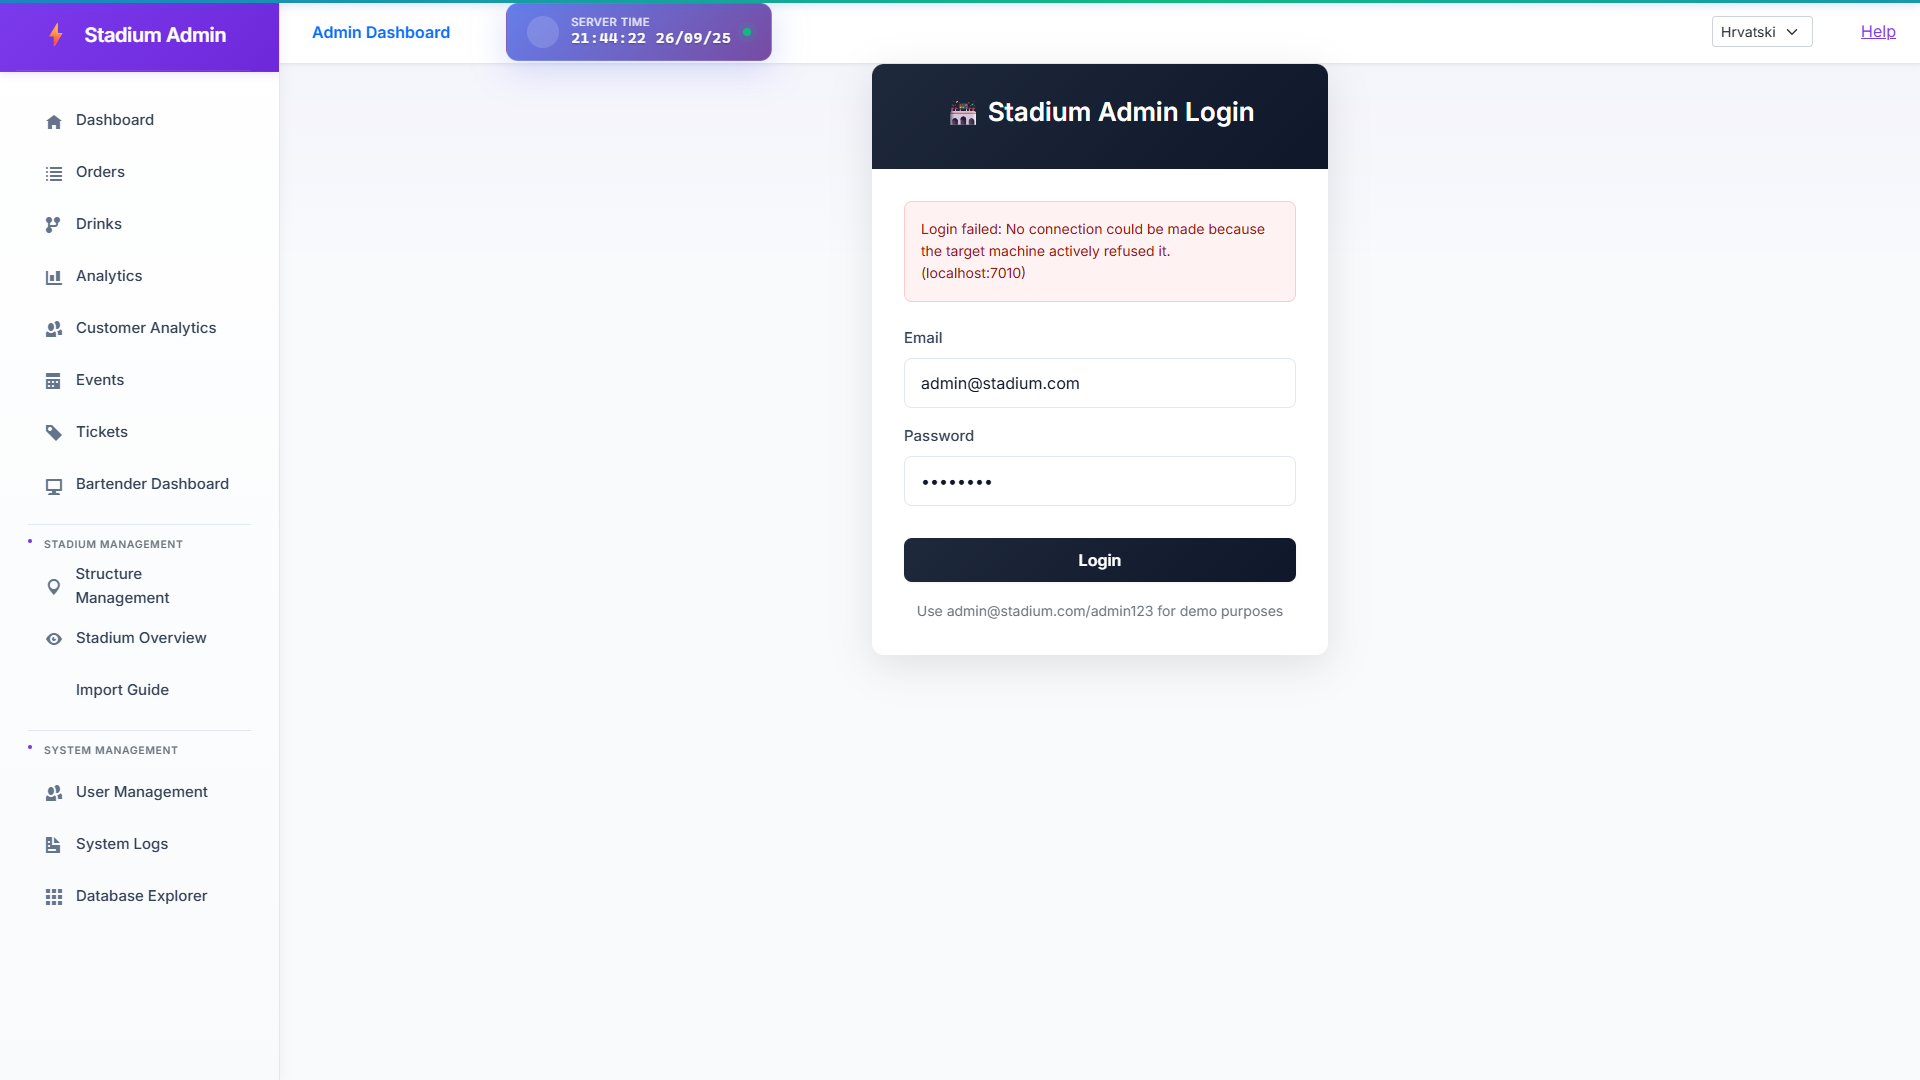 Stadium Admin
Admin Dashboard
SERVER TIME
21:44:22 26/09/25
Hrvatski
Help
Dashboard
Orders
Drinks
Analytics
Customer Analytics
Events
Tickets
Bartender Dashboard
STADIUM MANAGEMENT
Structure
Management
Stadium Overview
Import Guide
SYSTEM MANAGEMENT
User Management
System Logs
Database Explorer
Stadium Admin Login
Login failed: No connection could be made because
the target machine actively refused it.
(localhost:7010)
Email
admin@stadium.com
Password
••••••••
Login
Use admin@stadium.com/admin123 for demo purposes